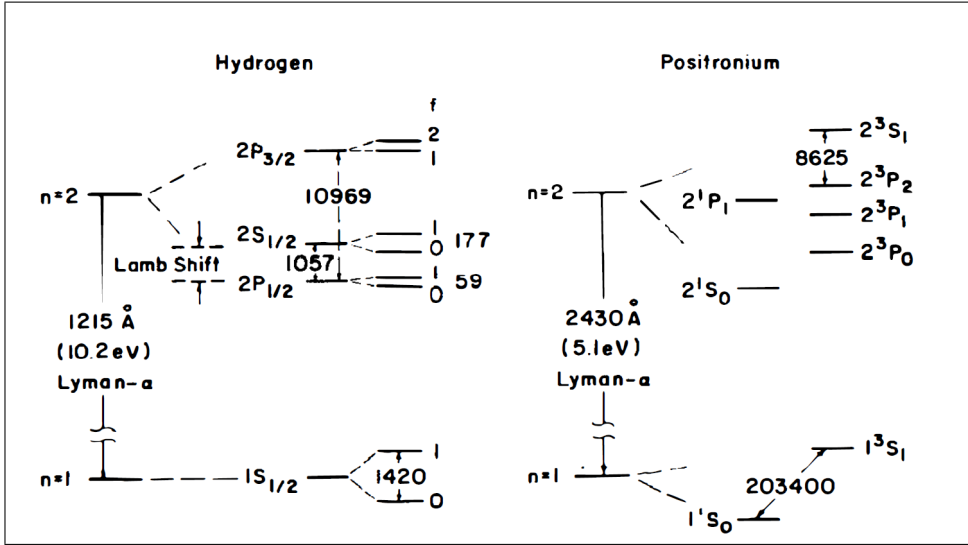 Hydrogen
f
2P3/2
2
1
n=2
10969
2S1/2
1
0
177
Lamb Shift
1057
2P1/2
1
0
59
1215 Å
(10.2eV)
Lyman-α
n=1
1S1/2
1
1420
0
Positronium
2³S₁
8625
n=2
2¹P₁
2³P₂
2³P₁
2³P₀
2¹S₀
2430 Å
(5.1eV)
Lyman-α
n=1
1³S₁
203400
1¹S₀